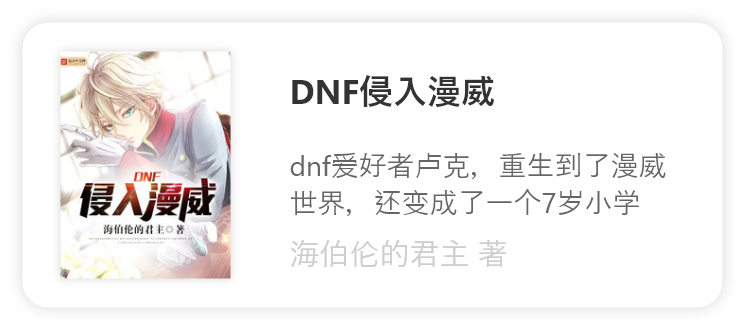 DNF
侵入漫威
海伯伦的君主◎著
DNF侵入漫威
dnf爱好者卢克，重生到了漫威
世界，还变成了一个7岁小学
海伯伦的君主 著